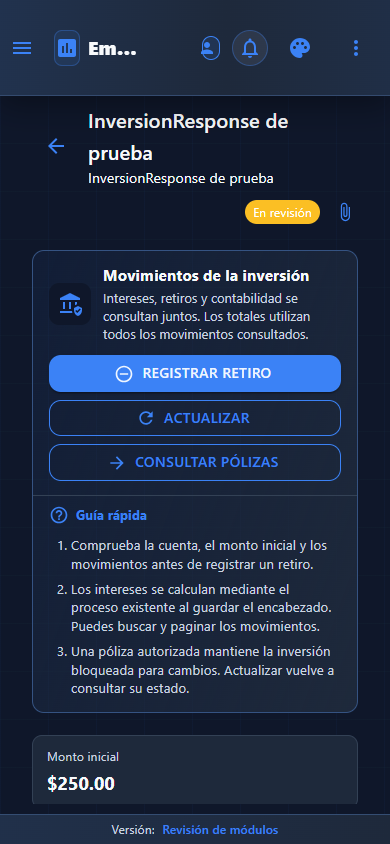 Em...
InversionResponse de
prueba
InversionResponse de prueba
En revisión
Movimientos de la inversión
Intereses, retiros y contabilidad se
consultan juntos. Los totales utilizan
todos los movimientos consultados.
REGISTRAR RETIRO
ACTUALIZAR
CONSULTAR PÓLIZAS
Guía rápida
1. Comprueba la cuenta, el monto inicial y los
movimientos antes de registrar un retiro.
2. Los intereses se calculan mediante el
proceso existente al guardar el encabezado.
Puedes buscar y paginar los movimientos.
3. Una póliza autorizada mantiene la inversión
bloqueada para cambios. Actualizar vuelve a
consultar su estado.
Monto inicial
$250.00
Versión: Revisión de módulos